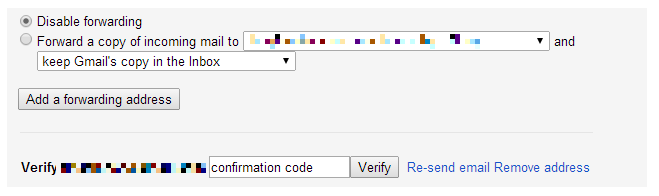 Disable forwarding
Forward a copy of incoming mail to and
keep Gmail's copy in the Inbox
Add a forwarding address
Verify confirmation code Verify Re-send email Remove address